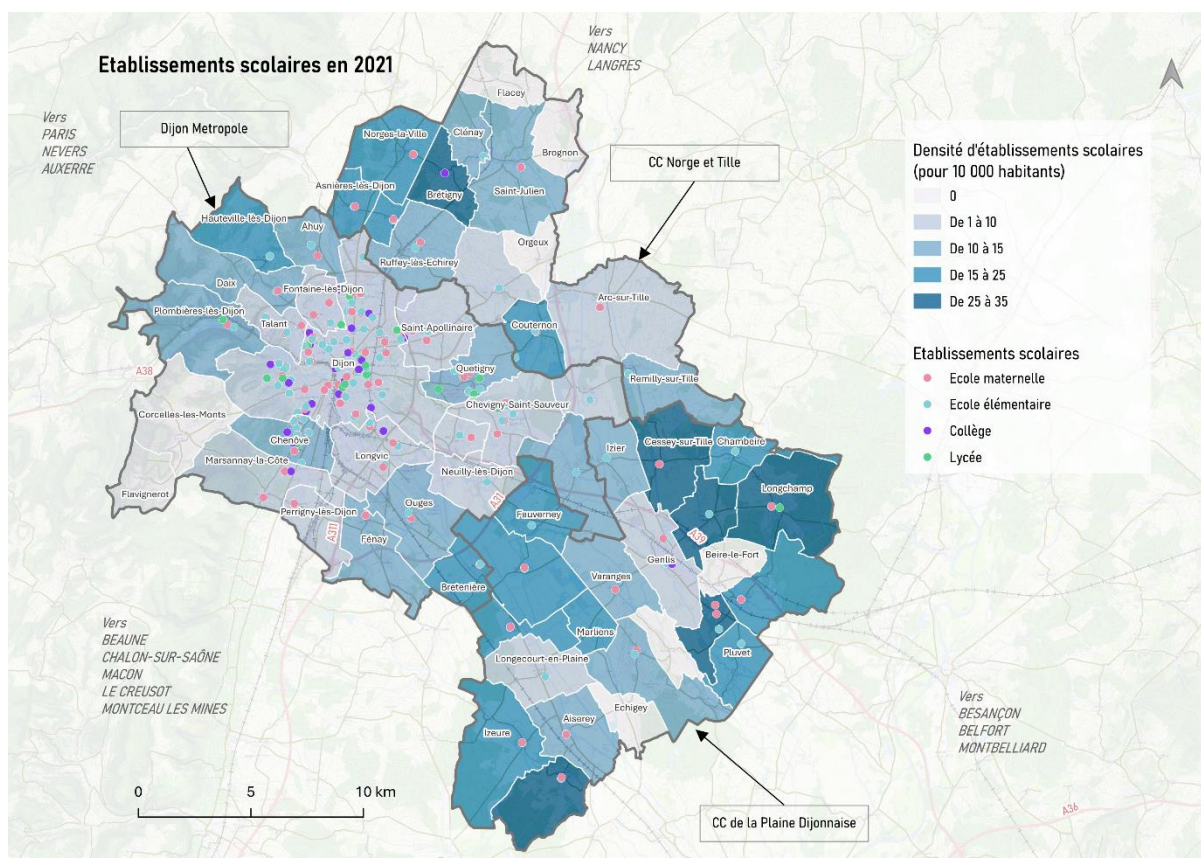 Etablissements scolaires en 2021
Vers
NANCY
LANGRES
Vers
PARIS
NEVERS
AUXERRE
Dijon Metropole
CC Norge et Tille
Flacey
Norges-la-Ville
Clénay
Brognon
Asnières-lès-Dijon
Brétigny
Saint-Julien
Hauteville-lès-Dijon
Ahuy
Orgeux
Ruffey-lès-Echirey
Daix
Fontaine-lès-Dijon
Arc-sur-Tille
Plombières-lès-Dijon
Talant
Saint-Apollinaire
Couternon
Dijon
Quetigny
A38
Remilly-sur-Tille
Corcelles-les-Monts
Chevigny-Saint-Sauveur
Chenôve
Izier
Cessey-sur-Tille
Chambeire
Marsannay-la-Côte
Longvic
Neuilly-lès-Dijon
Flavignerot
Longchamp
A31
Ouges
Perrigny-lès-Dijon
Fauverney
A311
Fénay
A39
Genlis
Beire-le-Fort
Varanges
Bretenière
Marliens
Pluvet
Longecourt-en-Plaine
Echigey
Aiserey
Izeure
Densité d'établissements scolaires
(pour 10 000 habitants)
0
De 1 à 10
De 10 à 15
De 15 à 25
De 25 à 35
Etablissements scolaires
Ecole maternelle
Ecole élémentaire
Collège
Lycée
Vers
BEAUNE
CHALON-SUR-SAÔNE
MACON
LE CREUSOT
MONTCEAU LES MINES
Vers
BESANÇON
BELFORT
MONTBELLIARD
0 5 10 km
CC de la Plaine Dijonnaise
A36